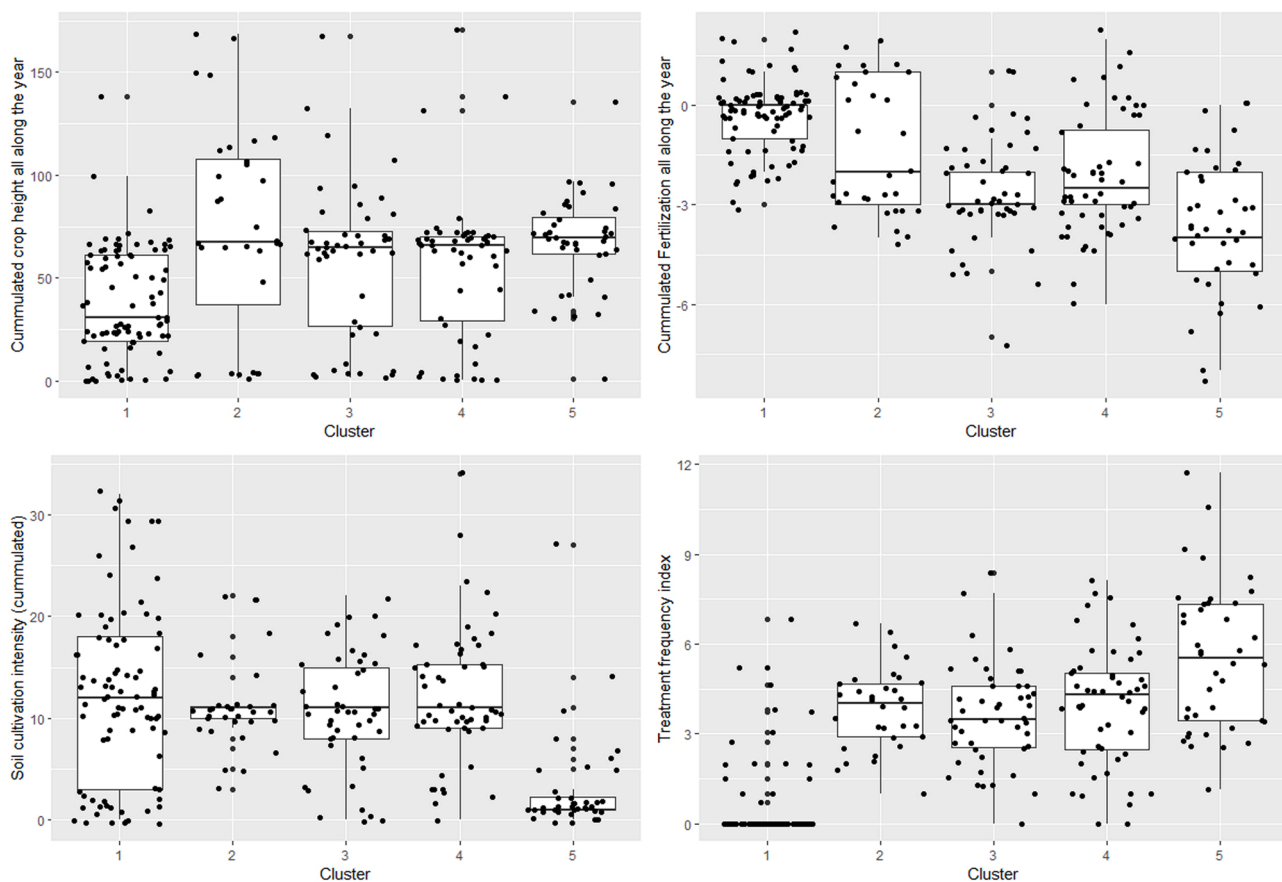 Cummulated crop height all along the year
150
100
50
0
1 2 3 4 5
Cluster
Cummulated Fertilization all along the year
0
-3
-6
1 2 3 4 5
Cluster
Soil cultivation intensity (cummulated)
30
20
10
0
1 2 3 4 5
Cluster
Treatment frequency index
12
9
6
3
0
1 2 3 4 5
Cluster